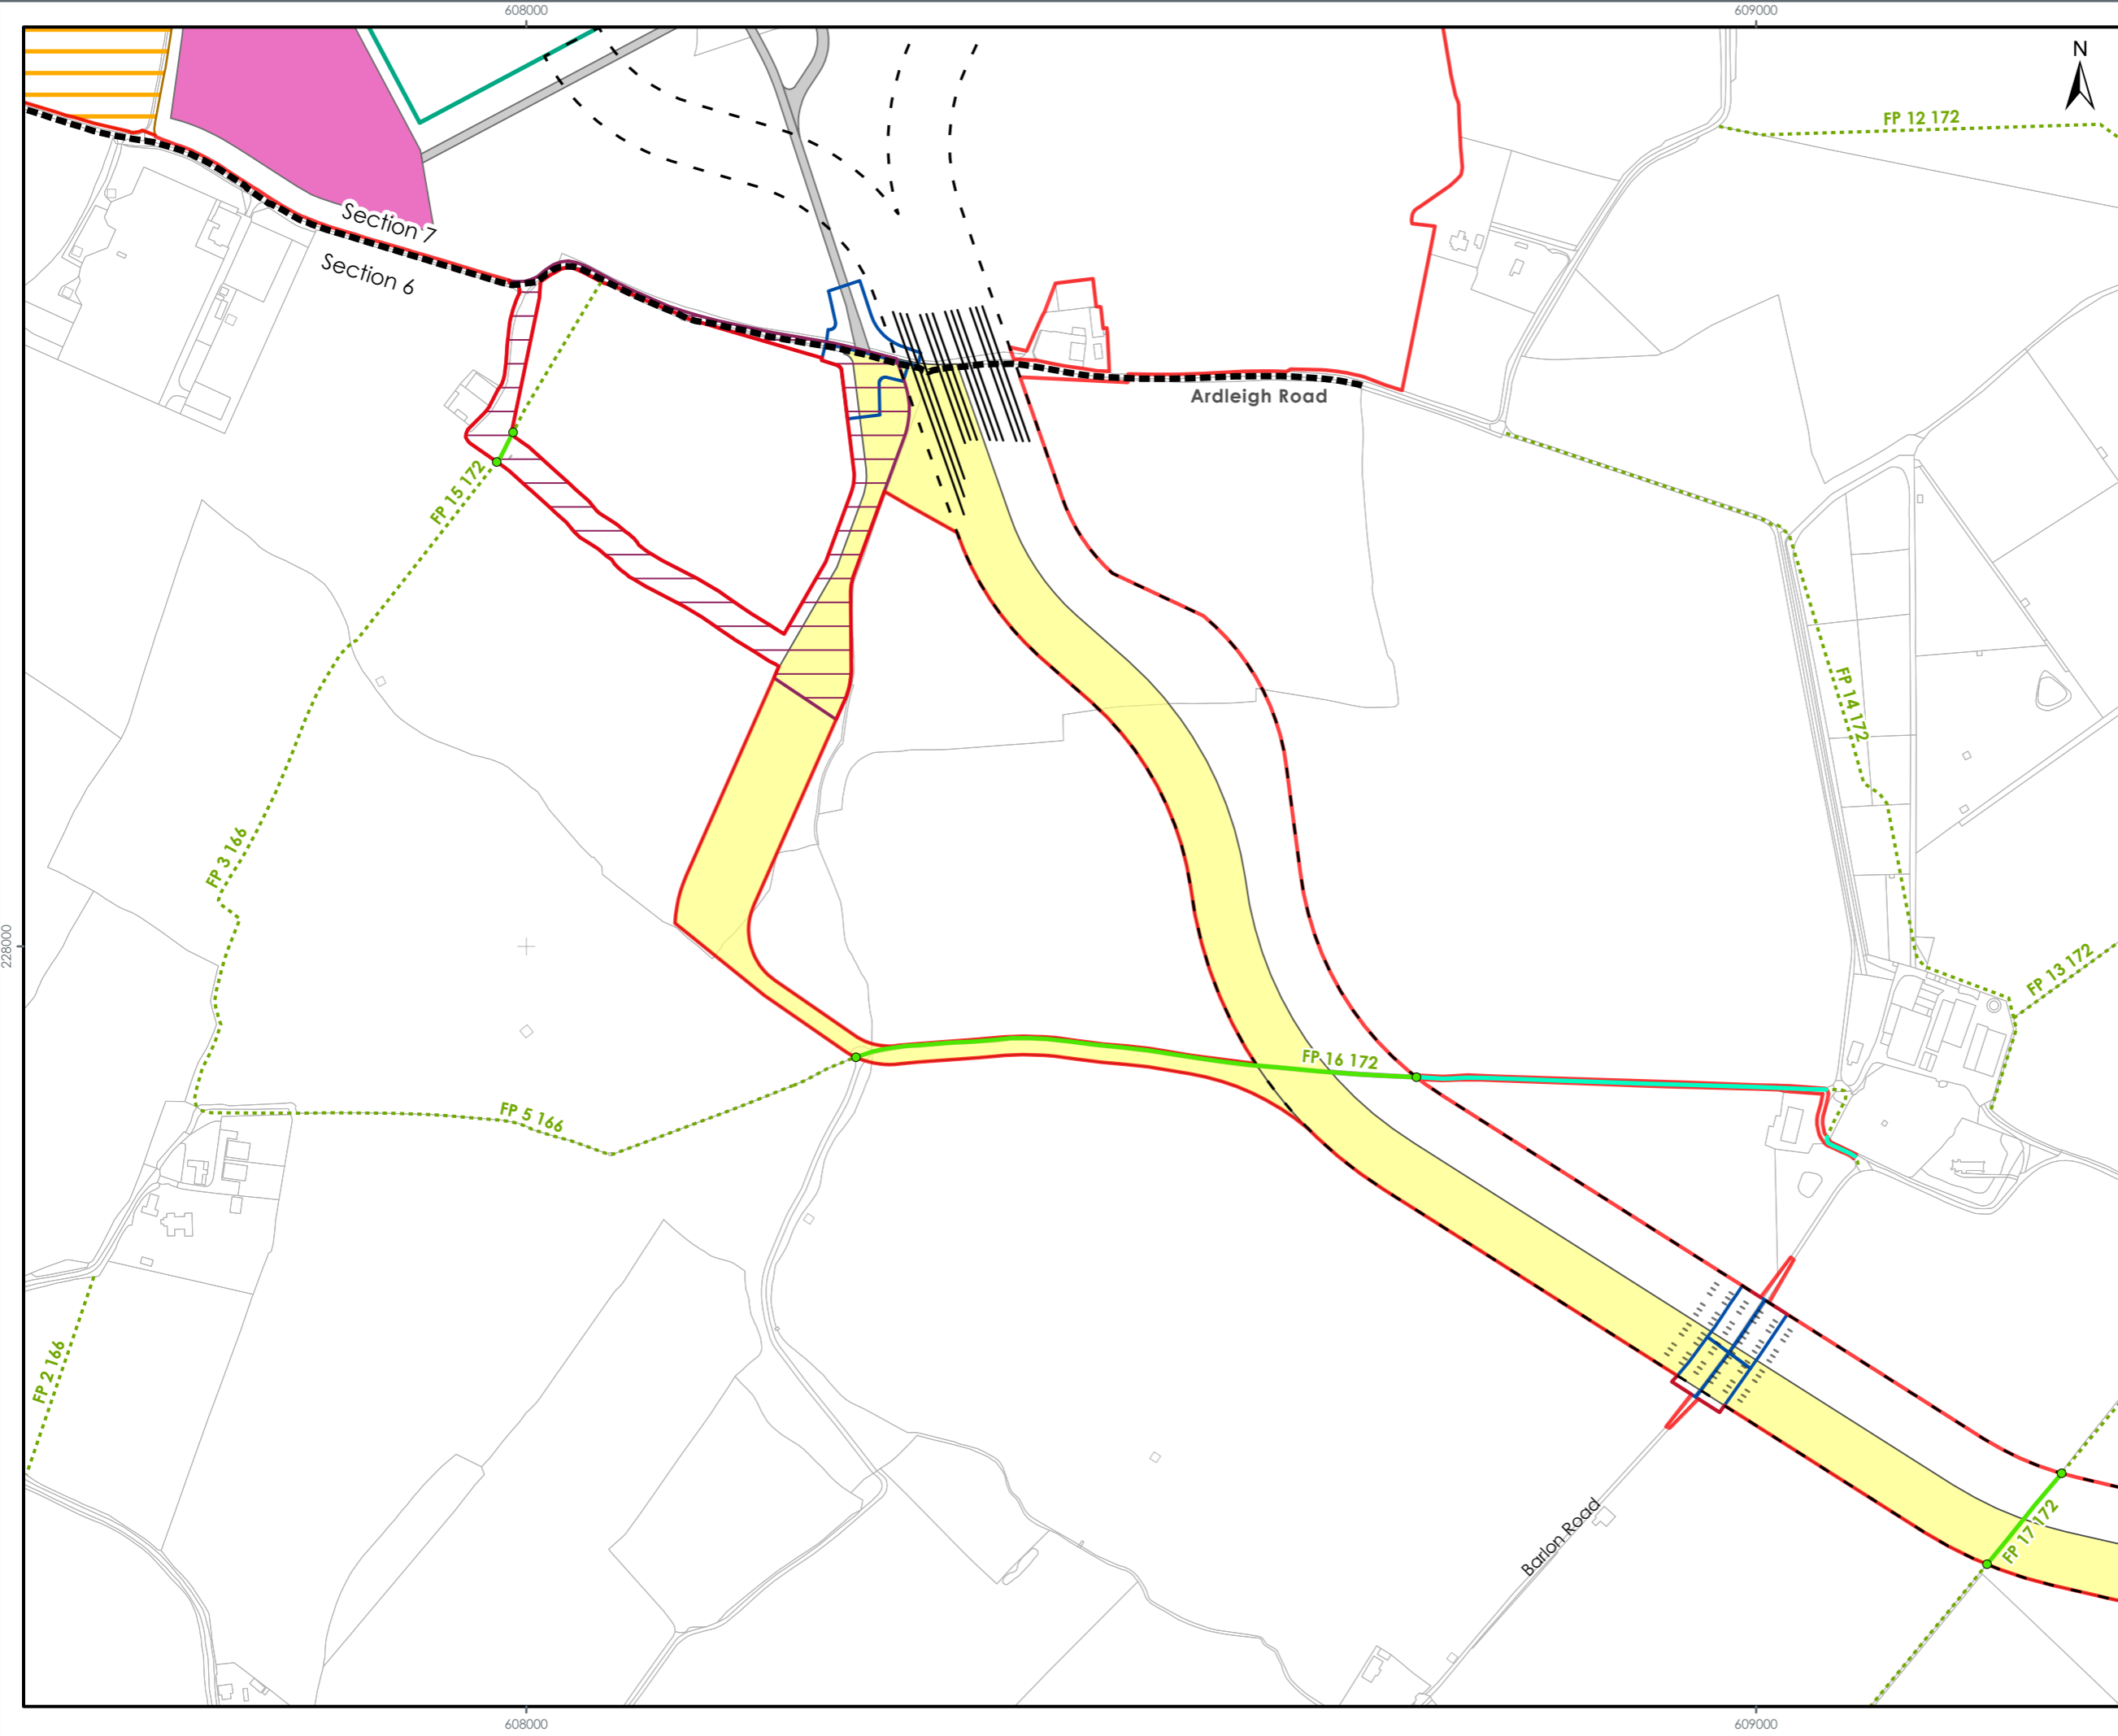 608000
609000
N
FP 12 172
Section 7
Section 6
Ardleigh Road
FP 15 172
FP 14 172
FP 3 166
228000
FP 13 172
FP 16 172
FP 5 166
FP 2 166
Barlon Road
FP 17 172
608000
609000